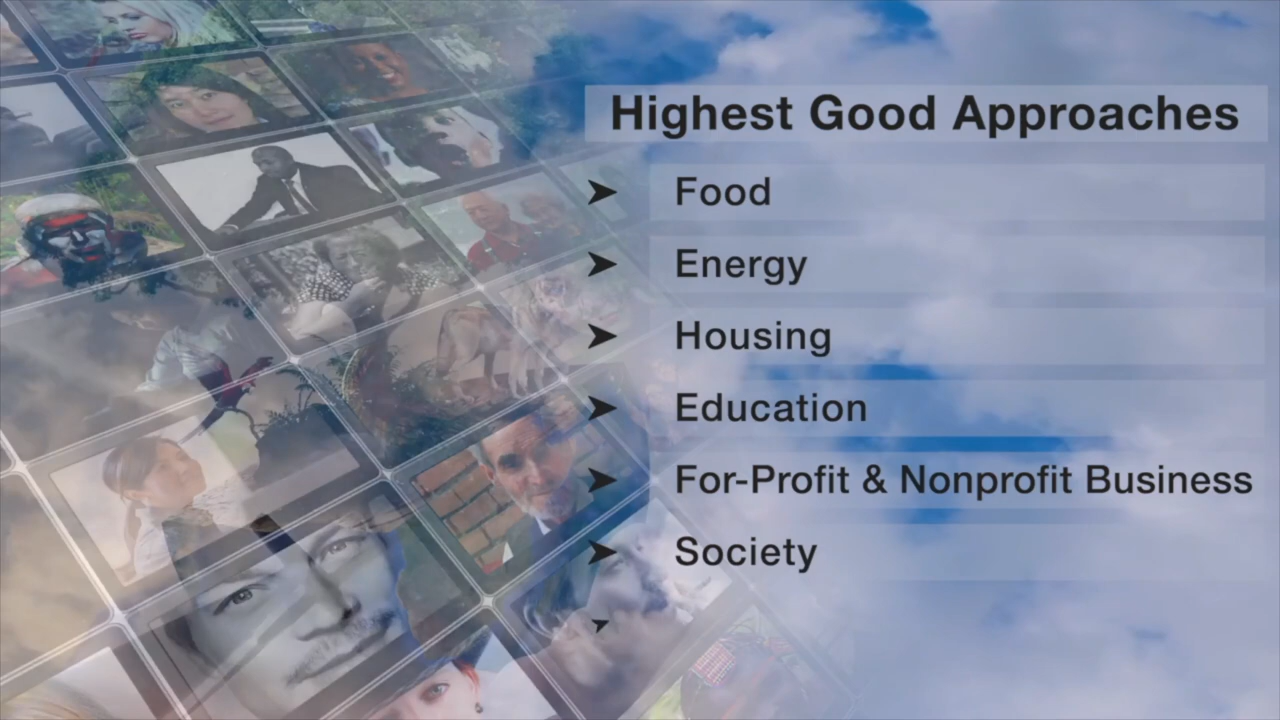 Highest Good Approaches
Food
Energy
Housing
Education
For-Profit & Nonprofit Business
Society